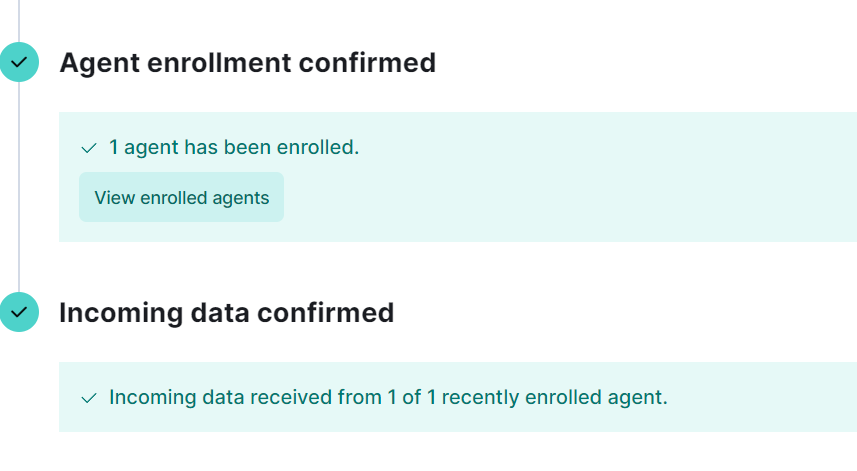 Agent enrollment confirmed
1 agent has been enrolled.
View enrolled agents
Incoming data confirmed
Incoming data received from 1 of 1 recently enrolled agent.